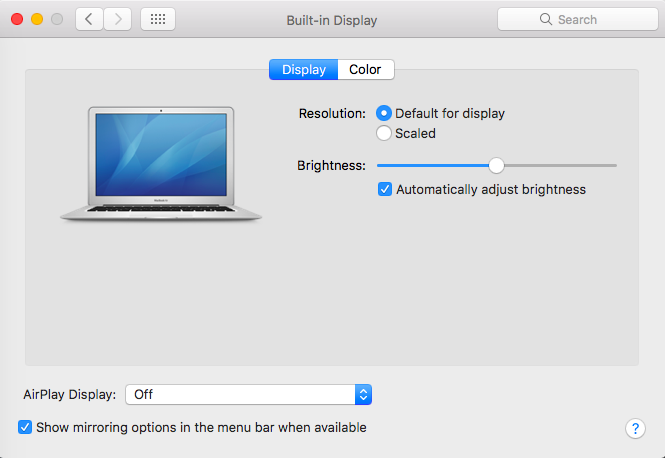 Built-in Display
Search
Display Color
Resolution: Default for display
Scaled
Brightness:
Automatically adjust brightness
AirPlay Display: Off
Show mirroring options in the menu bar when available
?